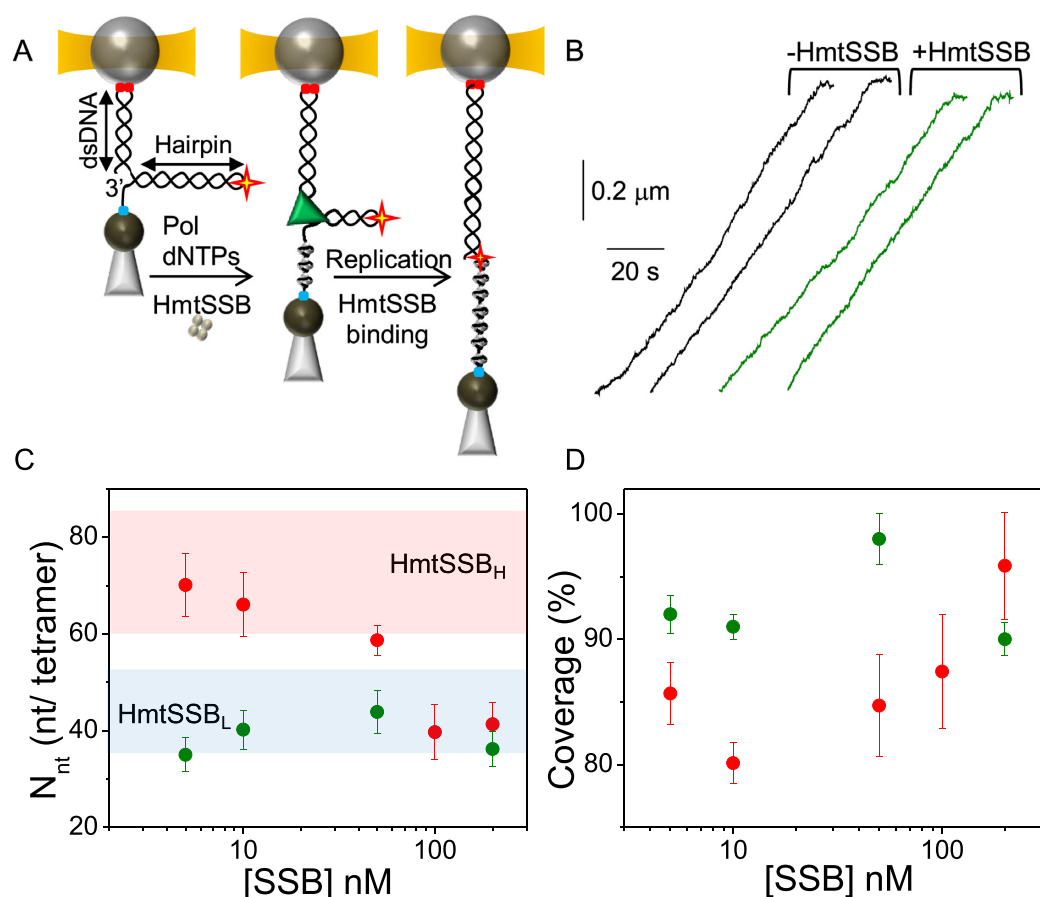 A
dsDNA
Hairpin
3'
Pol
dNTPs
HmtSSB
Replication
HmtSSB
binding
B
-HmtSSB
+HmtSSB
0.2 μm
20 s
C
N_nt (nt/ tetramer)
80
60
40
20
HmtSSB_H
HmtSSB_L
10
100
[SSB] nM
D
Coverage (%)
100
90
80
10
100
[SSB] nM